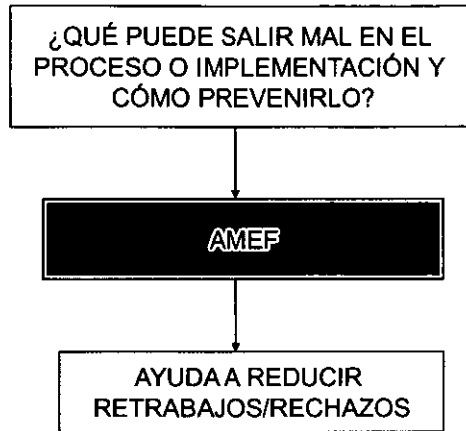 ¿QUÉ PUEDE SALIR MAL EN EL
PROCESO O IMPLEMENTACIÓN Y
CÓMO PREVENIRLO?
AMEF
AYUDA A REDUCIR
RETRABAJOS/RECHAZOS